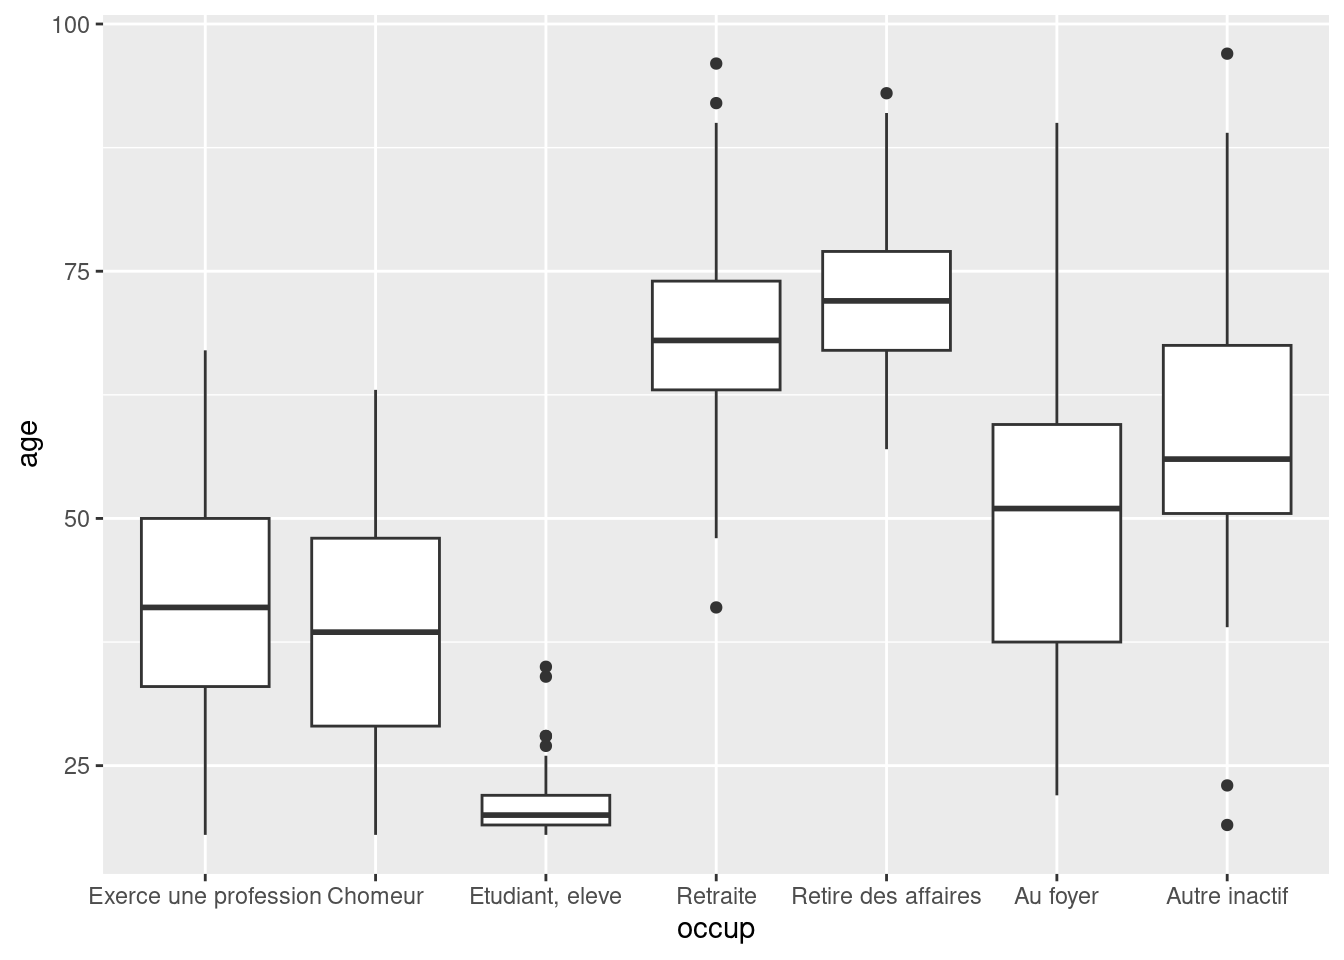 100
75
50
25
age
Exerce une profession Chomeur Etudiant, eleve Retraite Retire des affaires Au foyer Autre inactif
occup